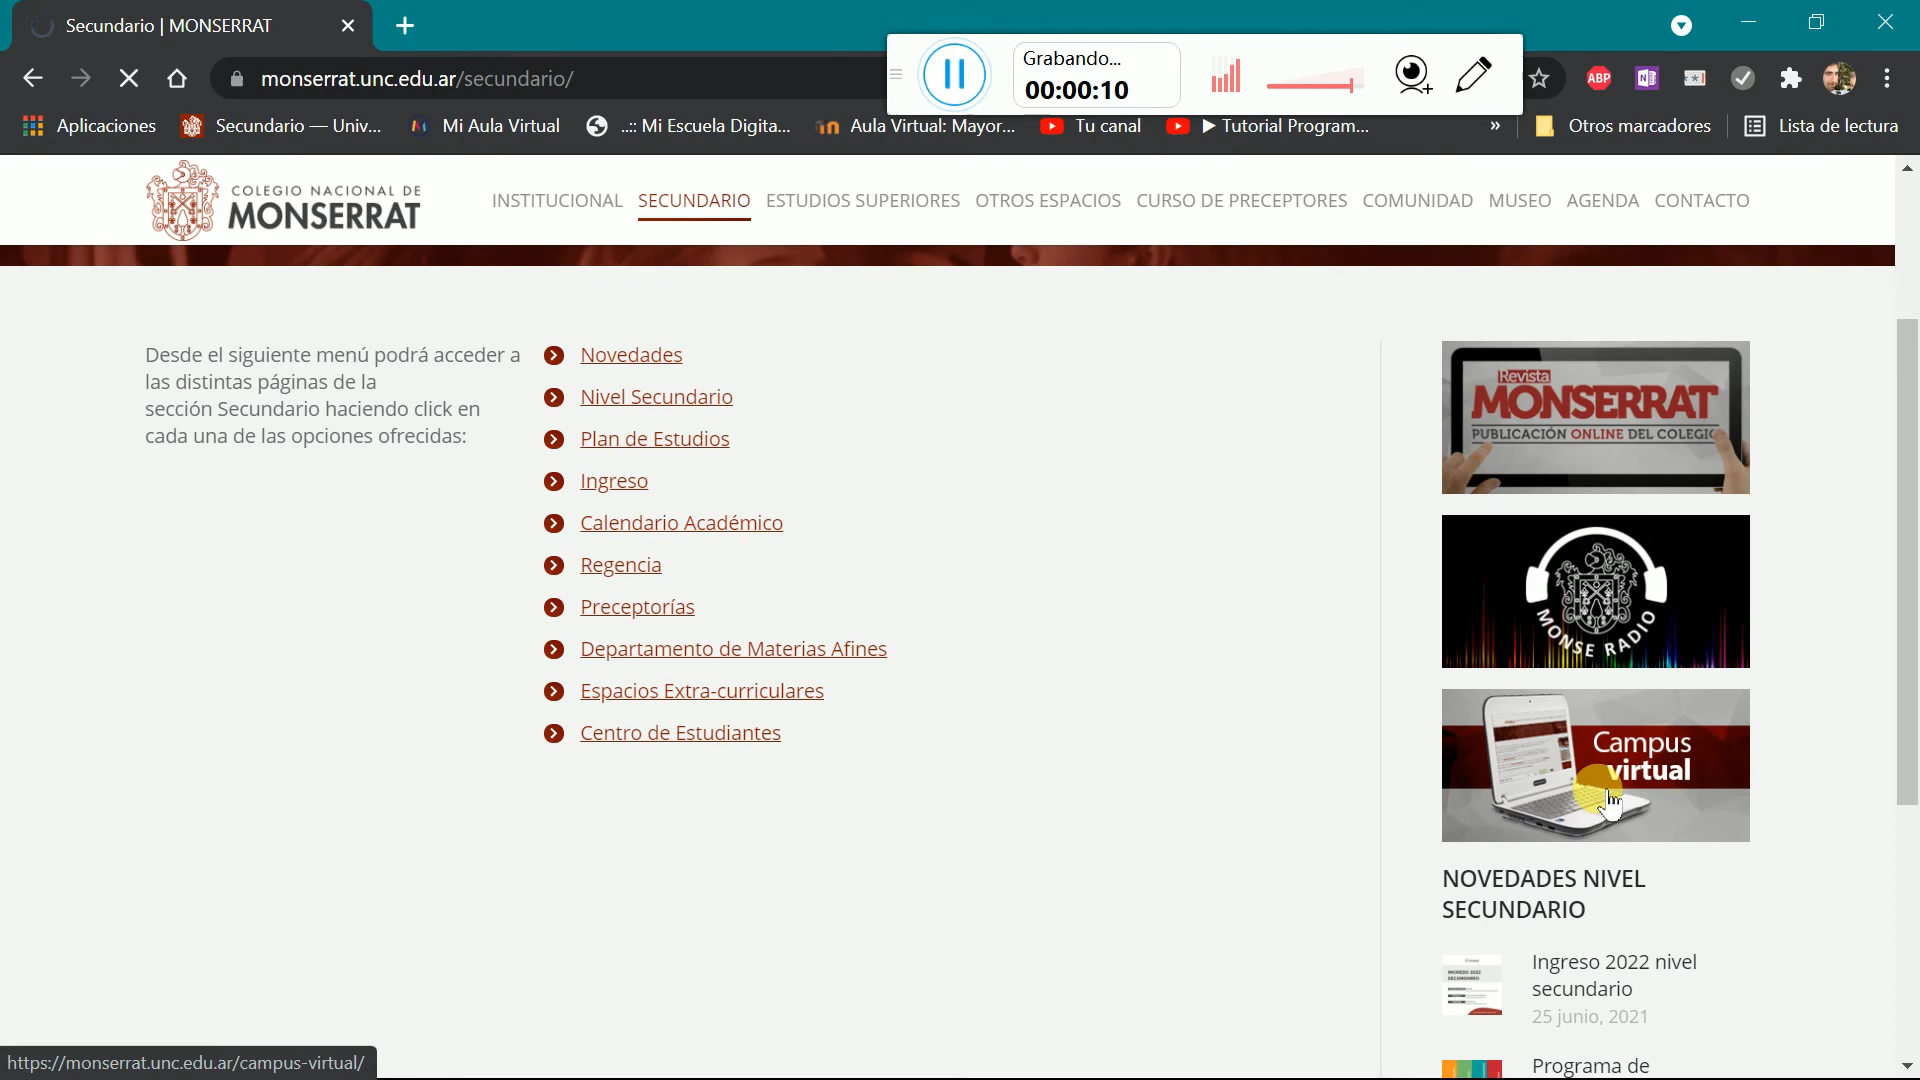 Secundario | MONSERRAT
Grabando...
00:00:10
monserrat.unc.edu.ar/secundario/
ABP
Aplicaciones
Secundario — Univ...
Mi Aula Virtual
..:: Mi Escuela Digita...
Aula Virtual: Mayor...
Tu canal
► Tutorial Program...
»
Otros marcadores
Lista de lectura
COLEGIO NACIONAL DE
MONSERRAT
INSTITUCIONAL SECUNDARIO ESTUDIOS SUPERIORES OTROS ESPACIOS CURSO DE PRECEPTORES COMUNIDAD MUSEO AGENDA CONTACTO
Desde el siguiente menú podrá acceder a
las distintas páginas de la
sección Secundario haciendo click en
cada una de las opciones ofrecidas:
Novedades
Nivel Secundario
Plan de Estudios
Ingreso
Calendario Académico
Regencia
Preceptorías
Departamento de Materias Afines
Espacios Extra-curriculares
Centro de Estudiantes
Revista
MONSERRAT
PUBLICACIÓN ONLINE DEL COLEGIO
MONSE RADIO
Campus
virtual
NOVEDADES NIVEL
SECUNDARIO
INGRESO 2022
SECUNDARIO
Ingreso 2022 nivel
secundario
25 junio, 2021
Programa de
https://monserrat.unc.edu.ar/campus-virtual/